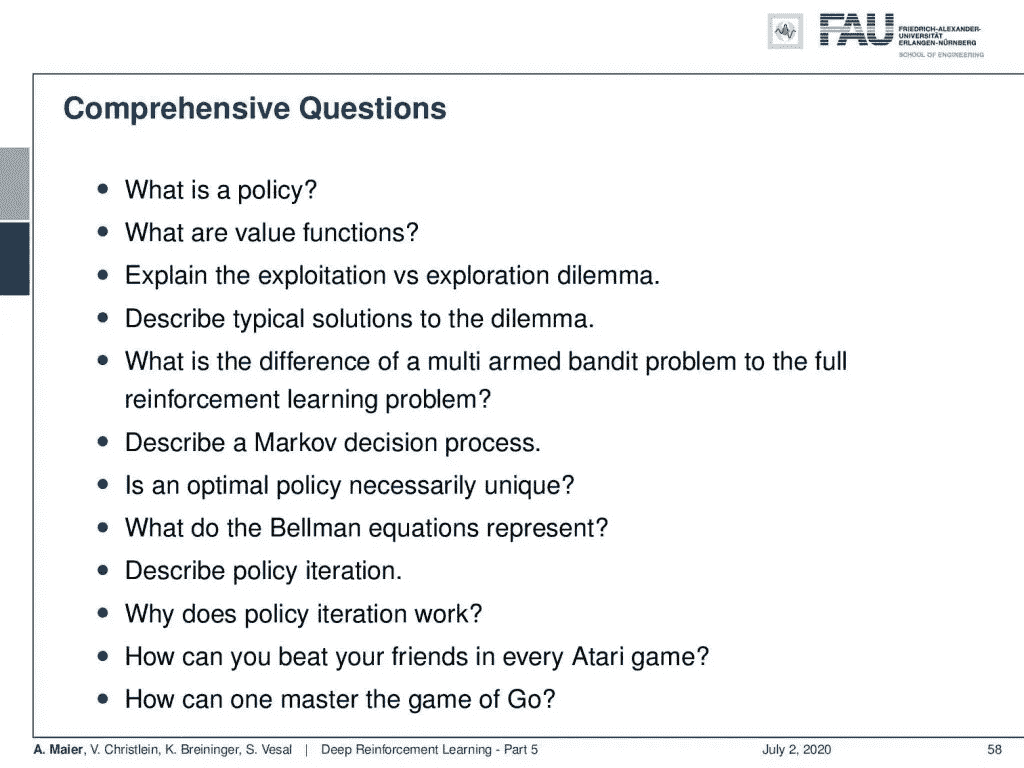 FAU
FRIEDRICH-ALEXANDER-
UNIVERSITÄT
ERLANGEN-NÜRNBERG
SCHOOL OF ENGINEERING
Comprehensive Questions
• What is a policy?
• What are value functions?
• Explain the exploitation vs exploration dilemma.
• Describe typical solutions to the dilemma.
• What is the difference of a multi armed bandit problem to the full
reinforcement learning problem?
• Describe a Markov decision process.
• Is an optimal policy necessarily unique?
• What do the Bellman equations represent?
• Describe policy iteration.
• Why does policy iteration work?
• How can you beat your friends in every Atari game?
• How can one master the game of Go?
A. Maier, V. Christlein, K. Breininger, S. Vesal | Deep Reinforcement Learning - Part 5 July 2, 2020 58